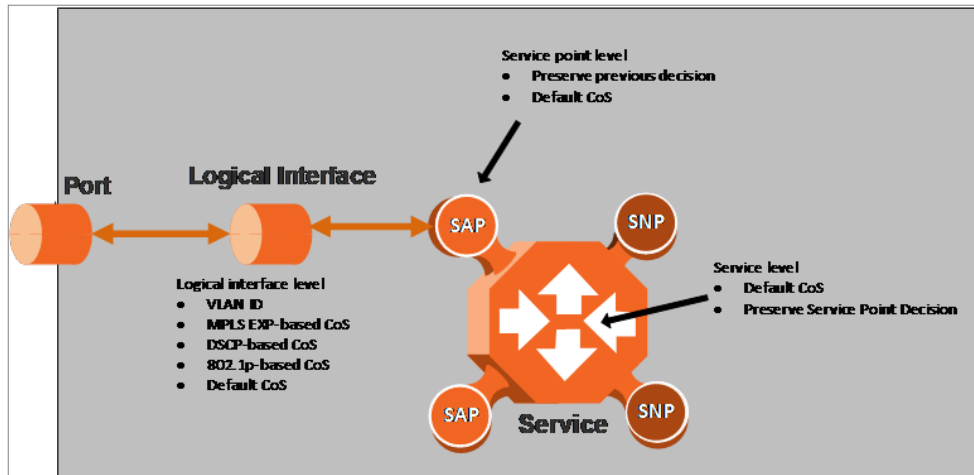 Service point level
● Preserve previous decision
● Default CoS
Port
Logical Interface
SAP
SNP
Logical interface level
● VLAN ID
● MPLS EXP-based CoS
● DSCP-based CoS
● 802.1p-based CoS
● Default CoS
Service level
● Default CoS
● Preserve Service Point Decision
SAP
Service
SNP